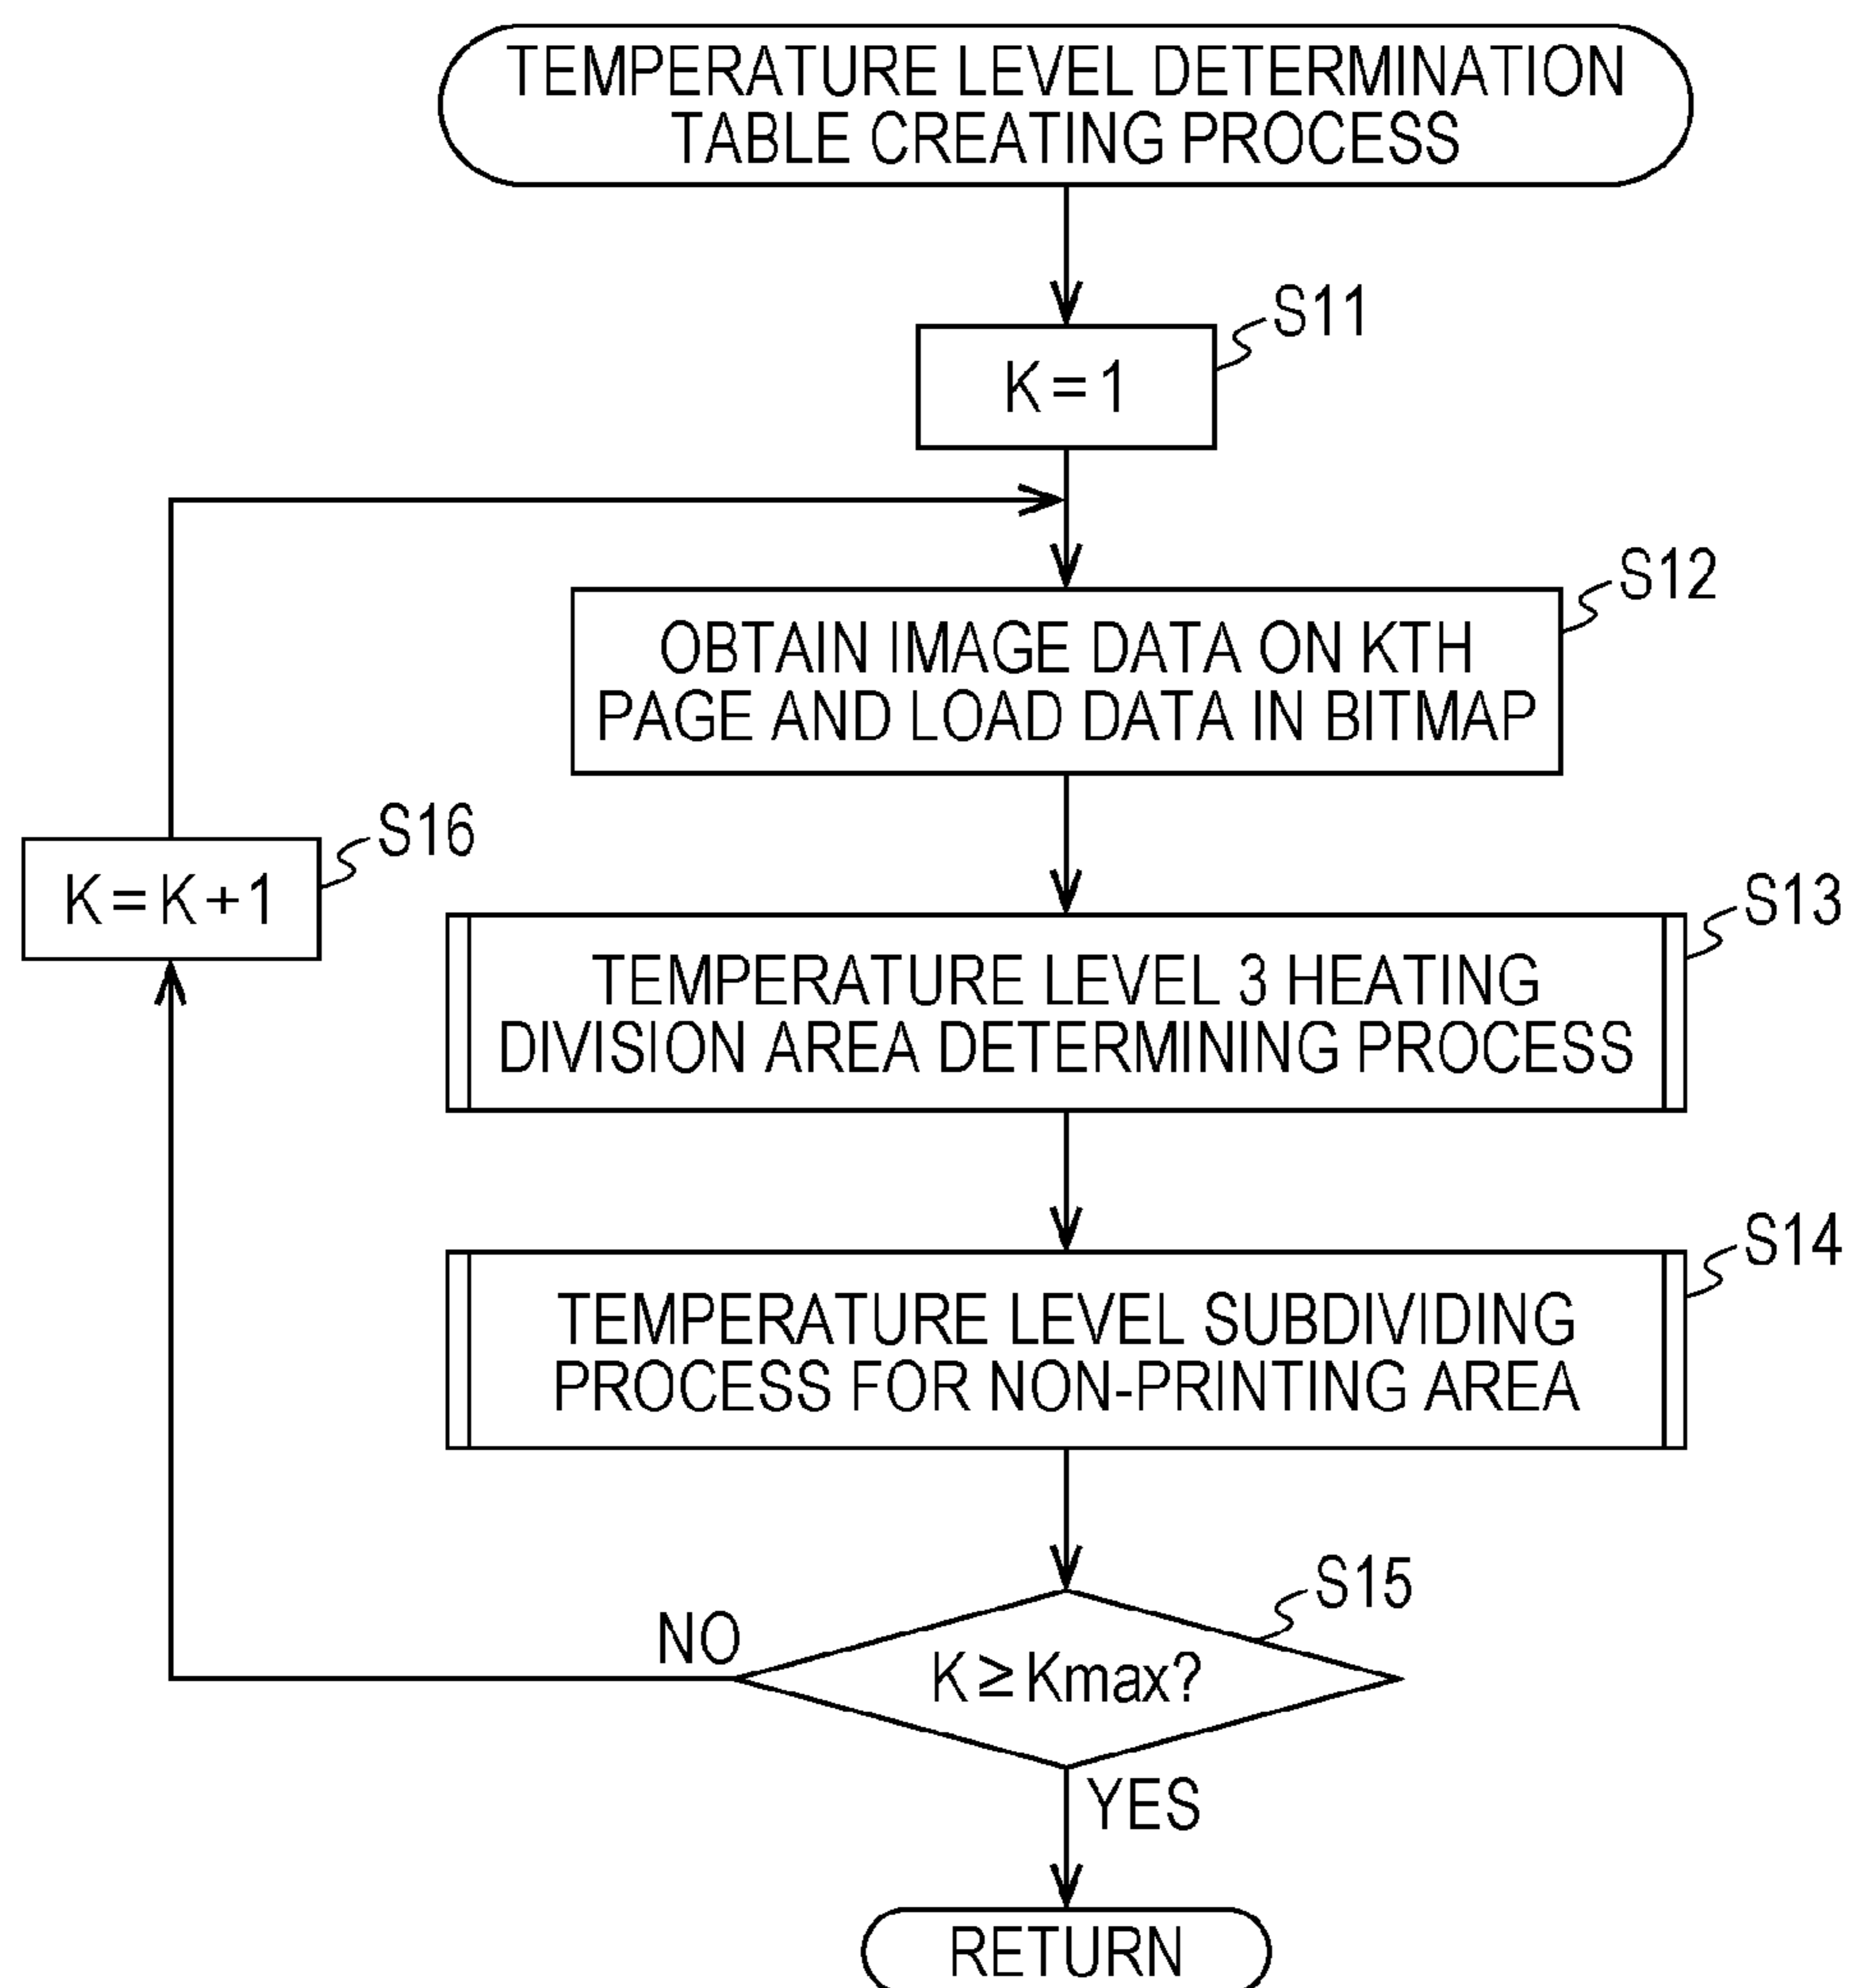 TEMPERATURE LEVEL DETERMINATION
TABLE CREATING PROCESS
S11
K=1
S12
OBTAIN IMAGE DATA ON KTH
PAGE AND LOAD DATA IN BITMAP
S16
K=K+1
S13
TEMPERATURE LEVEL 3 HEATING
DIVISION AREA DETERMINING PROCESS
S14
TEMPERATURE LEVEL SUBDIVIDING
PROCESS FOR NON-PRINTING AREA
S15
NO
K≥Kmax?
YES
RETURN